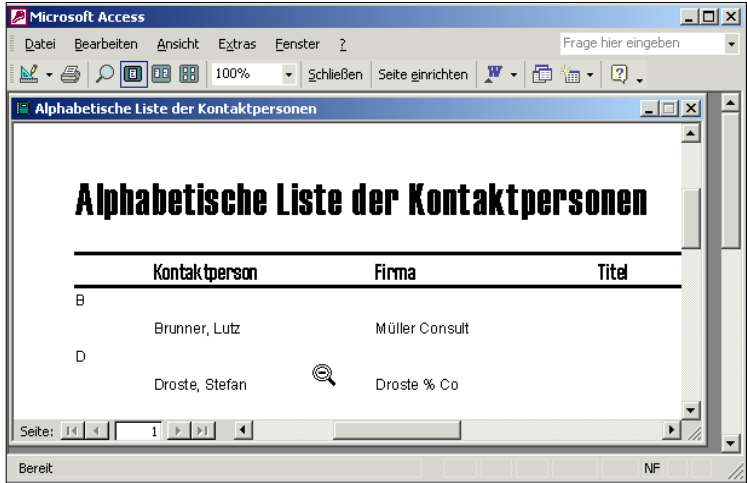 Microsoft Access
Datei Bearbeiten Ansicht Extras Fenster ? Frage hier eingeben
100% Schließen Seite einrichten
Alphabetische Liste der Kontaktpersonen
Alphabetische Liste der Kontaktpersonen
Kontaktperson Firma Titel
B
Brunner, Lutz Müller Consult
D
Droste, Stefan Droste % Co
Seite: 1
Bereit NF